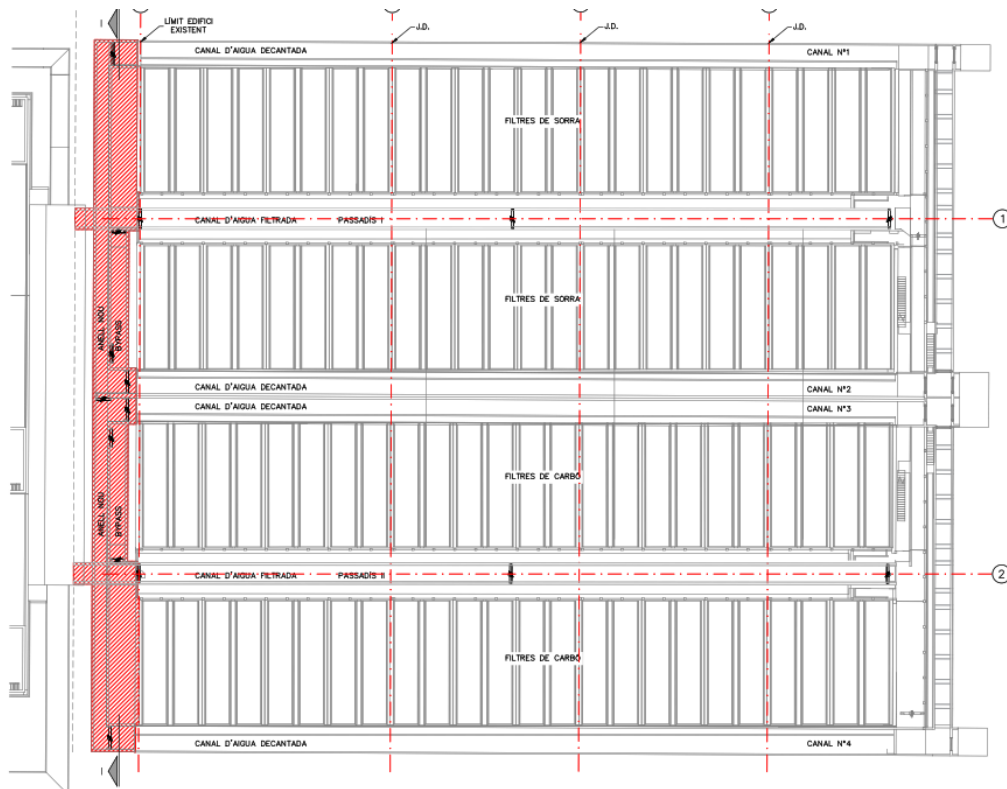 I
LÍMIT EDIFICI
EXISTENT
J.D.
J.D.
J.D.
CANAL D'AIGUA DECANTADA
CANAL Nº1
FILTRES DE SORRA
CANAL D'AIGUA FILTRADA
PASSADÍS I
1
FILTRES DE SORRA
ANELL NOU
BYPASS
CANAL D'AIGUA DECANTADA
CANAL Nº2
CANAL D'AIGUA DECANTADA
CANAL Nº3
FILTRES DE CARBÓ
ANELL NOU
BYPASS
CANAL D'AIGUA FILTRADA
PASSADÍS II
2
FILTRES DE CARBÓ
CANAL D'AIGUA DECANTADA
CANAL Nº4
I